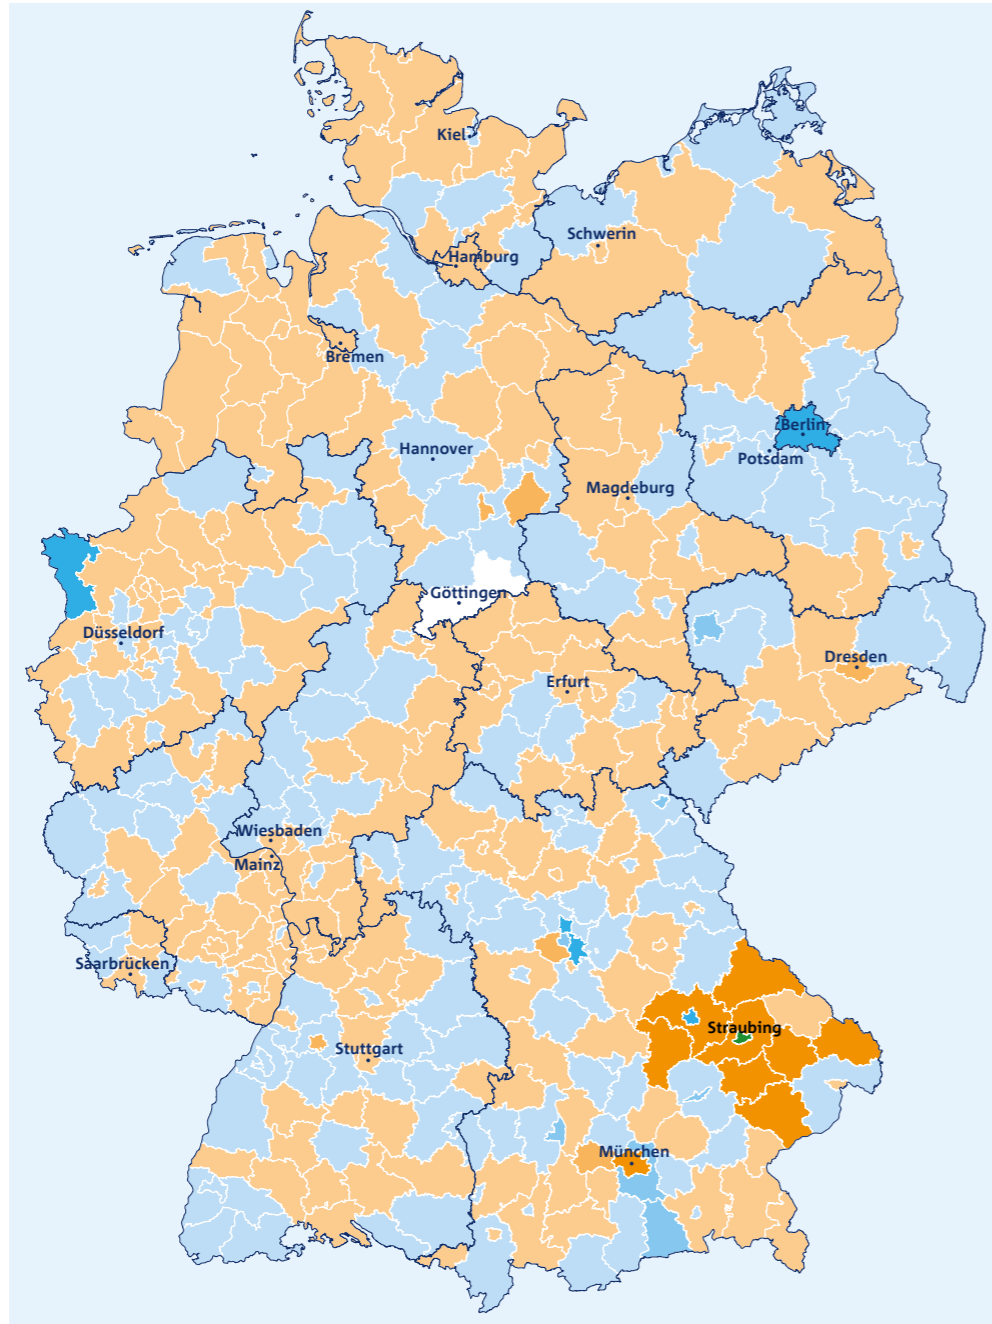 Kiel
Schwerin
Hamburg
Bremen
Berlin
Hannover
Potsdam
Magdeburg
Göttingen
Düsseldorf
Dresden
Erfurt
Wiesbaden
Mainz
Saarbrücken
Straubing
Stuttgart
München